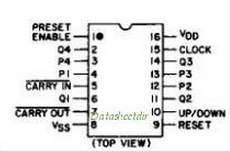 PRESET
ENABLE 1 16 VDD
Q4 2 15 CLOCK
P4 3 14 Q3
P1 4 13 P3
CARRY IN 5 12 P2
Q1 6 11 Q2
CARRY OUT 7 10 UP/DOWN
VSS 8 9 RESET
Datasheetdir
(TOP VIEW)